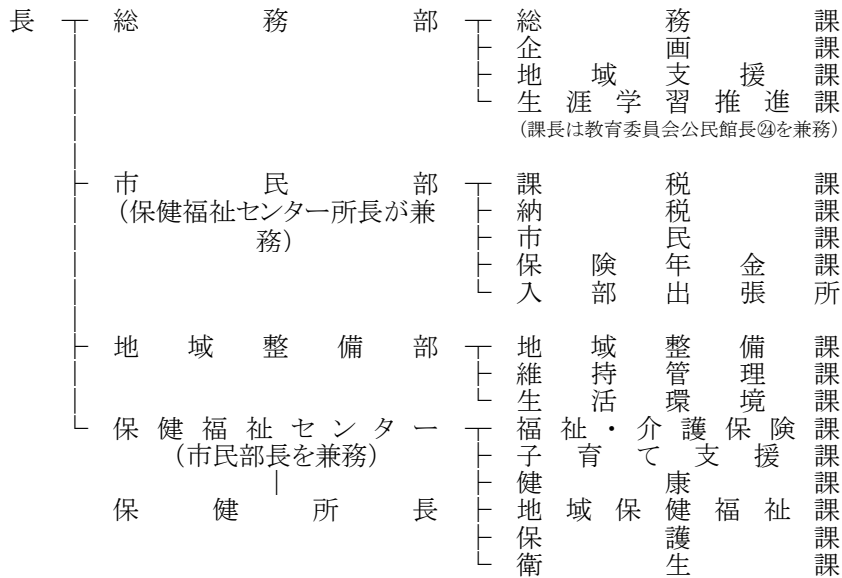 長 総務部 総務課
企画課
地域支援課
生涯学習推進課
(課長は教育委員会公民館長㉔を兼務)
市民部 課税課
(保健福祉センター所長が兼務) 納税課
市民課
保険年金課
入部出張所
地域整備部 地域整備課
維持管理課
生活環境課
保健福祉センター 福祉・介護保険課
(市民部長を兼務) 子育て支援課
健康課
保健所長 地域保健福祉課
保護課
衛生課